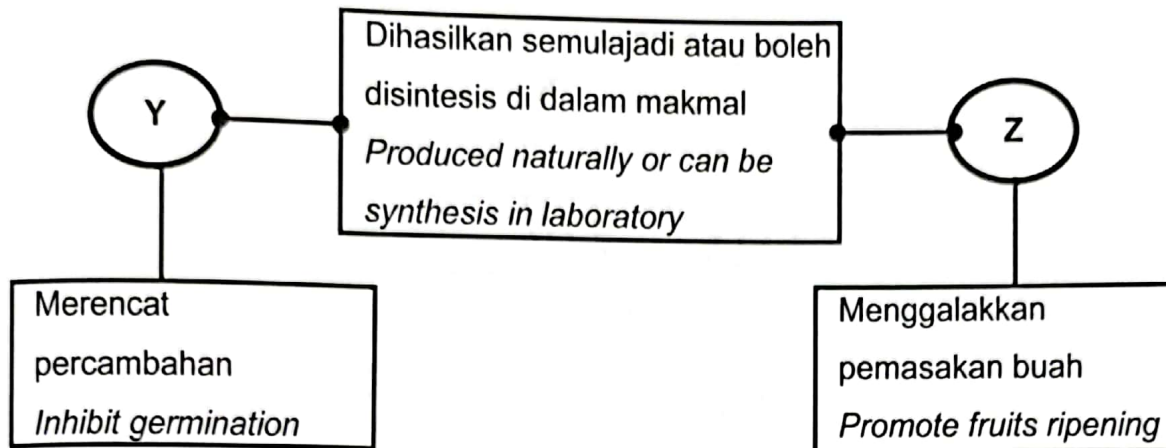 Dihasilkan semulajadi atau boleh
disintesis di dalam makmal
Produced naturally or can be
synthesis in laboratory
Y
Z
Merencat
percambahan
Inhibit germination
Menggalakkan
pemasakan buah
Promote fruits ripening